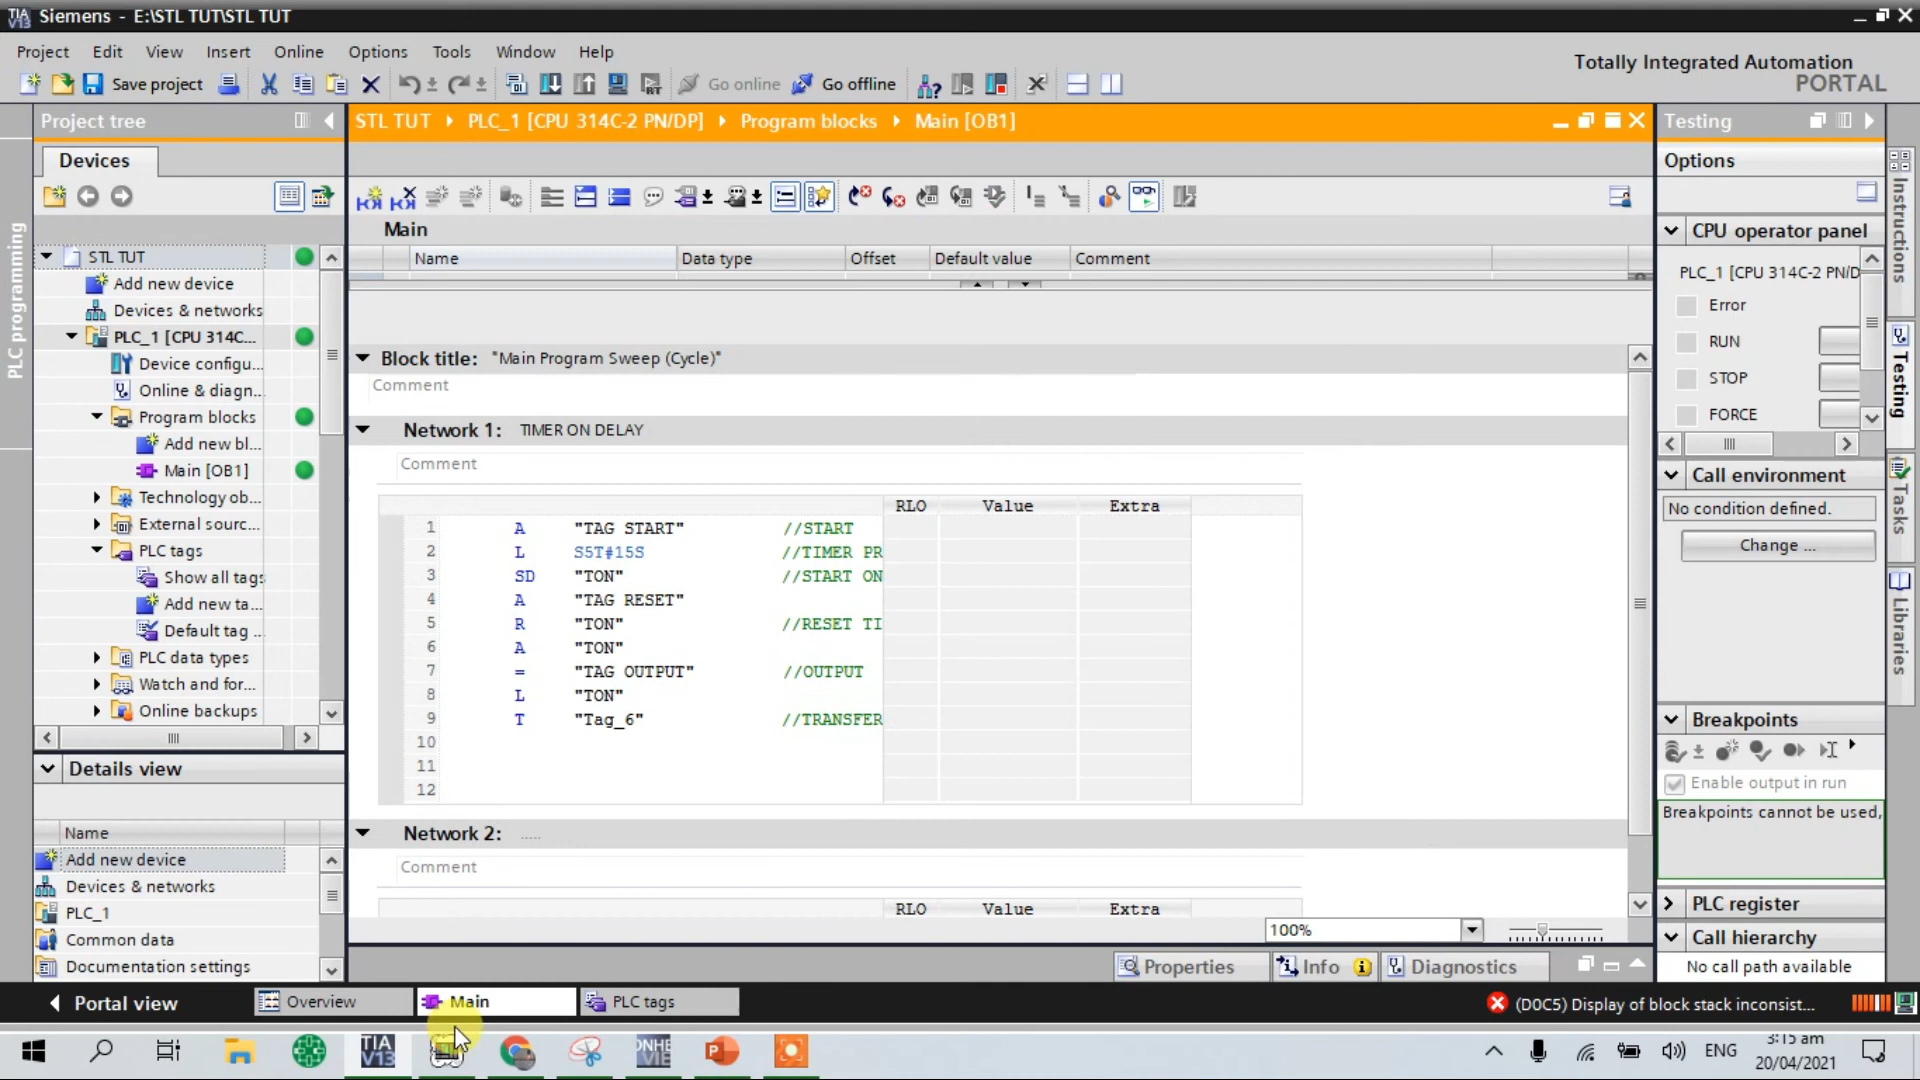 Siemens - E:\STL TUT\STL TUT
Project Edit View Insert Online Options Tools Window Help
Totally Integrated Automation
PORTAL
Save project
Go online
Go offline
Project tree
STL TUT PLC_1 [CPU 314C-2 PN/DP] Program blocks Main [OB1]
Testing
Devices
Options
Main
Name Data type Offset Default value Comment
CPU operator panel
PLC_1 [CPU 314C-2 PN/D
Error
RUN
STOP
FORCE
STL TUT
Add new device
Devices & networks
PLC_1 [CPU 314C...
Device configu...
Online & diagn...
Program blocks
Add new bl...
Main [OB1]
Technology ob...
External sourc...
PLC tags
Show all tags
Add new ta...
Default tag ...
PLC data types
Watch and for...
Online backups
Block title: "Main Program Sweep (Cycle)"
Comment
Network 1: TIMER ON DELAY
Comment
RLO Value Extra
1 A "TAG START" //START
2 L S5T#15S //TIMER PR
3 SD "TON" //START ON
4 A "TAG RESET"
5 R "TON" //RESET TI
6 A "TON"
7 = "TAG OUTPUT" //OUTPUT
8 L "TON"
9 T "Tag_6" //TRANSFER
10
11
12
Network 2: .....
Comment
RLO Value Extra
100%
Call environment
No condition defined.
Change ...
Breakpoints
Enable output in run
Breakpoints cannot be used,
PLC register
Call hierarchy
No call path available
Details view
Name
Add new device
Devices & networks
PLC_1
Common data
Documentation settings
Properties
Info
Diagnostics
PLC programming
Instructions
Testing
Tasks
Libraries
Portal view
Overview
Main
PLC tags
(D0C5) Display of block stack inconsist...
TIA
V13
ENG
3:15 am
20/04/2021